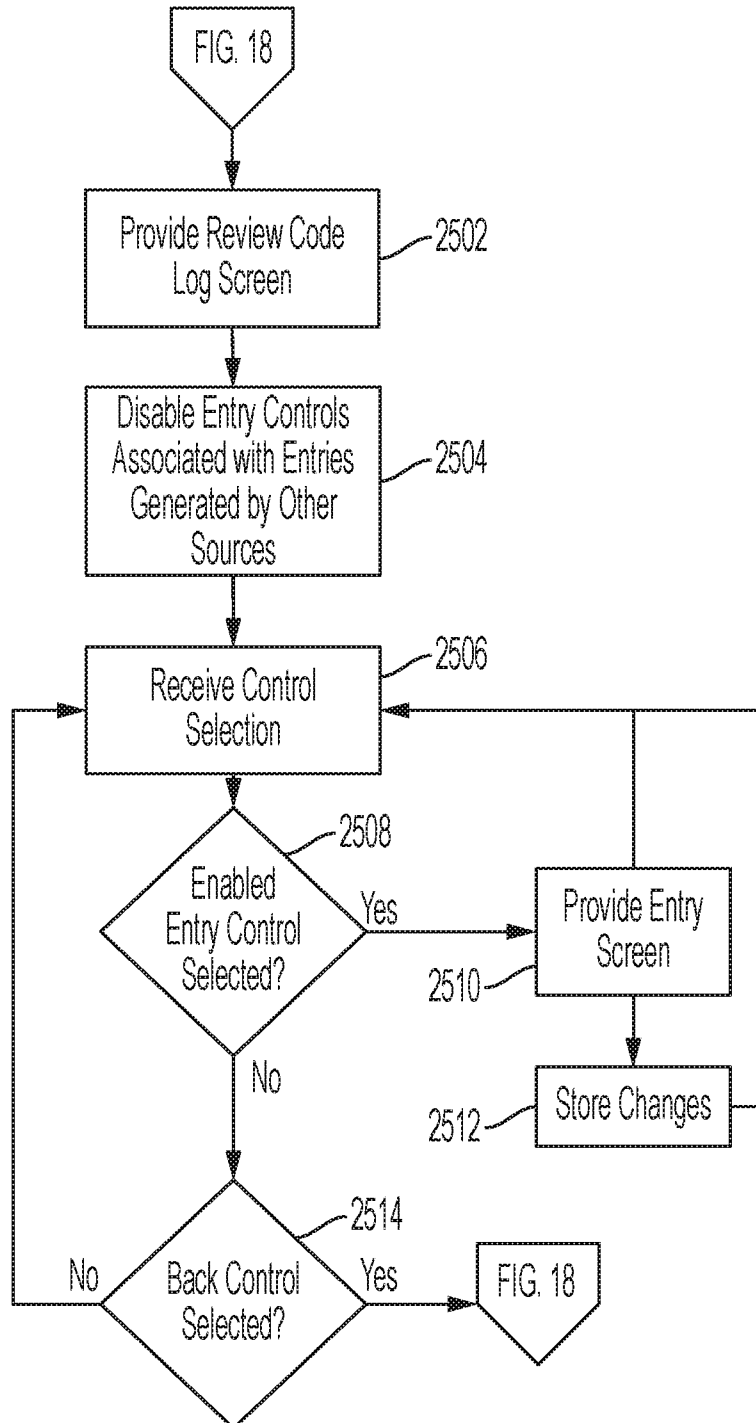 FIG. 18
Provide Review Code
Log Screen
2502
Disable Entry Controls
Associated with Entries
Generated by Other
Sources
2504
Receive Control
Selection
2506
Enabled
Entry Control
Selected?
2508
Yes
No
Provide Entry
Screen
2510
Store Changes
2512
Back Control
Selected?
2514
No
Yes
FIG. 18